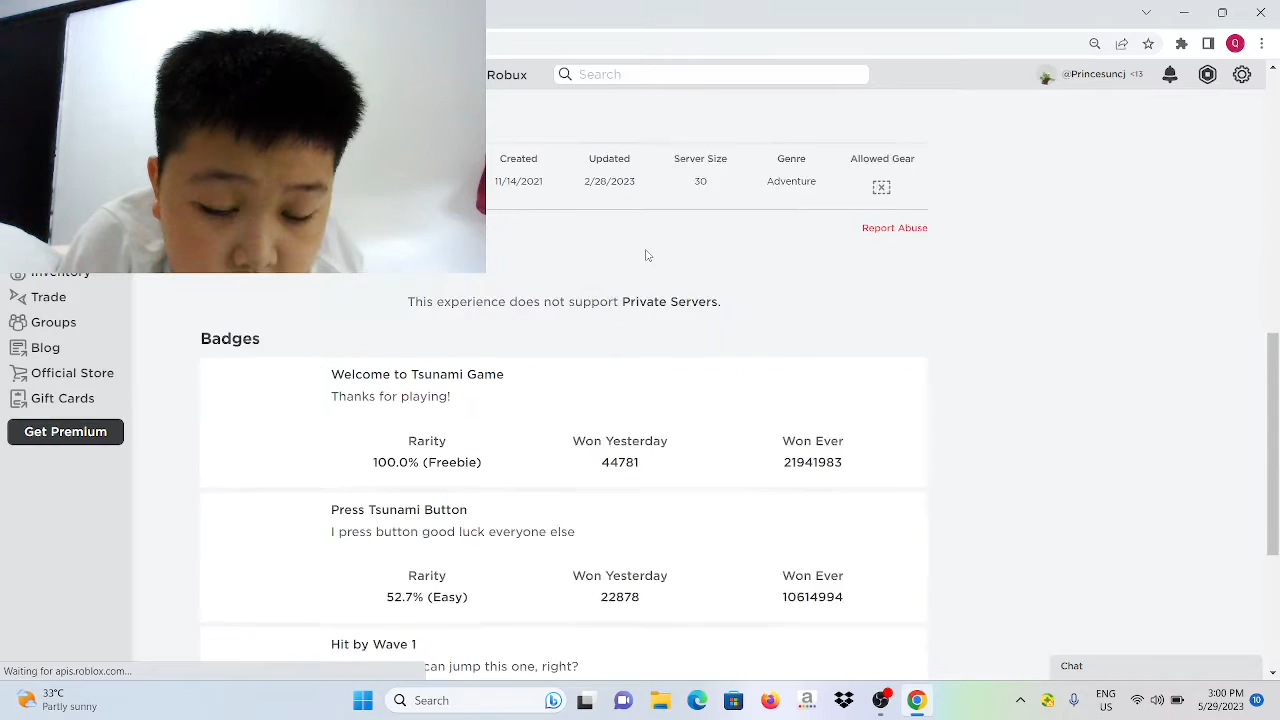 Robux
Search
@Princesuncj <13
Created Updated Server Size Genre Allowed Gear
11/14/2021 2/28/2023 30 Adventure
Report Abuse
This experience does not support Private Servers.
Inventory
Trade
Groups
Blog
Official Store
Gift Cards
Get Premium
Badges
Welcome to Tsunami Game
Thanks for playing!
Rarity Won Yesterday Won Ever
100.0% (Freebie) 44781 21941983
Press Tsunami Button
I press button good luck everyone else
Rarity Won Yesterday Won Ever
52.7% (Easy) 22878 10614994
Hit by Wave 1
can jump this one, right?
Waiting for apis.roblox.com...
Chat
33°C
Partly sunny
Search
ENG
US
3:00 PM
10